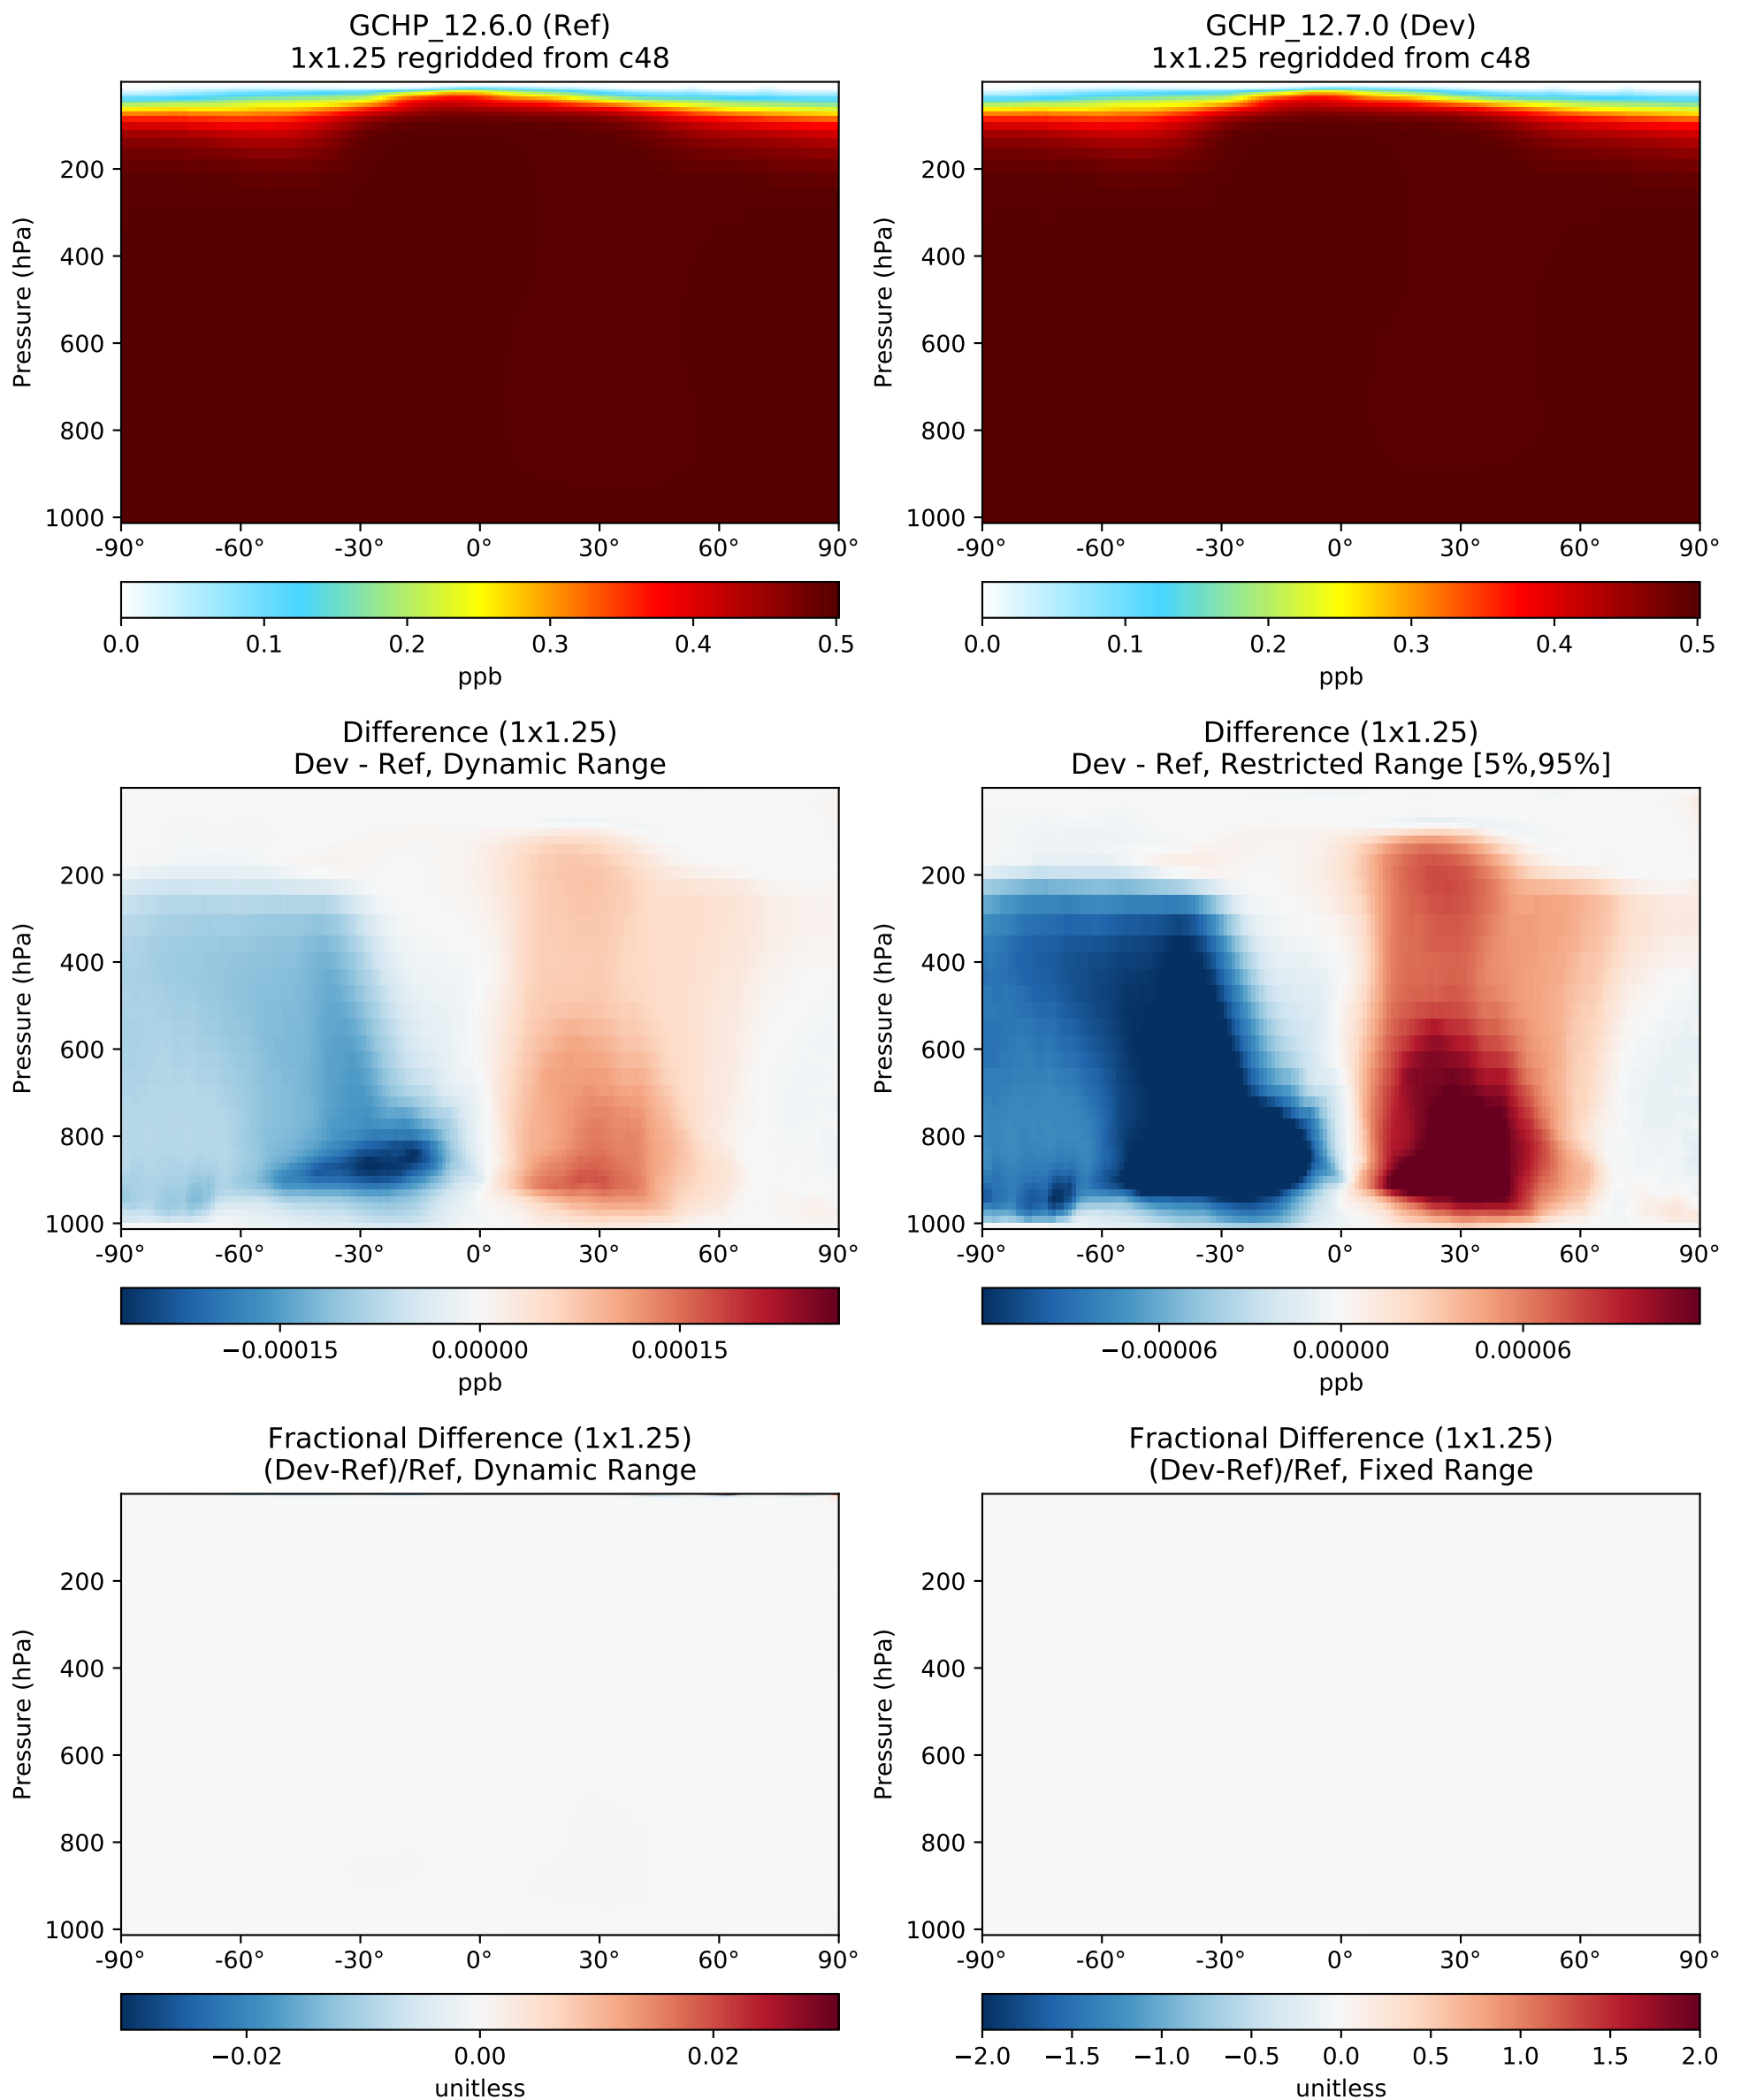 GCHP_12.6.0 (Ref)
1x1.25 regridded from c48
Pressure (hPa)
200
400
600
800
1000
-90° -60° -30° 0° 30° 60° 90°
0.0 0.1 0.2 0.3 0.4 0.5
ppb
GCHP_12.7.0 (Dev)
1x1.25 regridded from c48
Pressure (hPa)
200
400
600
800
1000
-90° -60° -30° 0° 30° 60° 90°
0.0 0.1 0.2 0.3 0.4 0.5
ppb
Difference (1x1.25)
Dev - Ref, Dynamic Range
Pressure (hPa)
200
400
600
800
1000
-90° -60° -30° 0° 30° 60° 90°
−0.00015 0.00000 0.00015
ppb
Difference (1x1.25)
Dev - Ref, Restricted Range [5%,95%]
Pressure (hPa)
200
400
600
800
1000
-90° -60° -30° 0° 30° 60° 90°
−0.00006 0.00000 0.00006
ppb
Fractional Difference (1x1.25)
(Dev-Ref)/Ref, Dynamic Range
Pressure (hPa)
200
400
600
800
1000
-90° -60° -30° 0° 30° 60° 90°
−0.02 0.00 0.02
unitless
Fractional Difference (1x1.25)
(Dev-Ref)/Ref, Fixed Range
Pressure (hPa)
200
400
600
800
1000
-90° -60° -30° 0° 30° 60° 90°
−2.0 −1.5 −1.0 −0.5 0.0 0.5 1.0 1.5 2.0
unitless